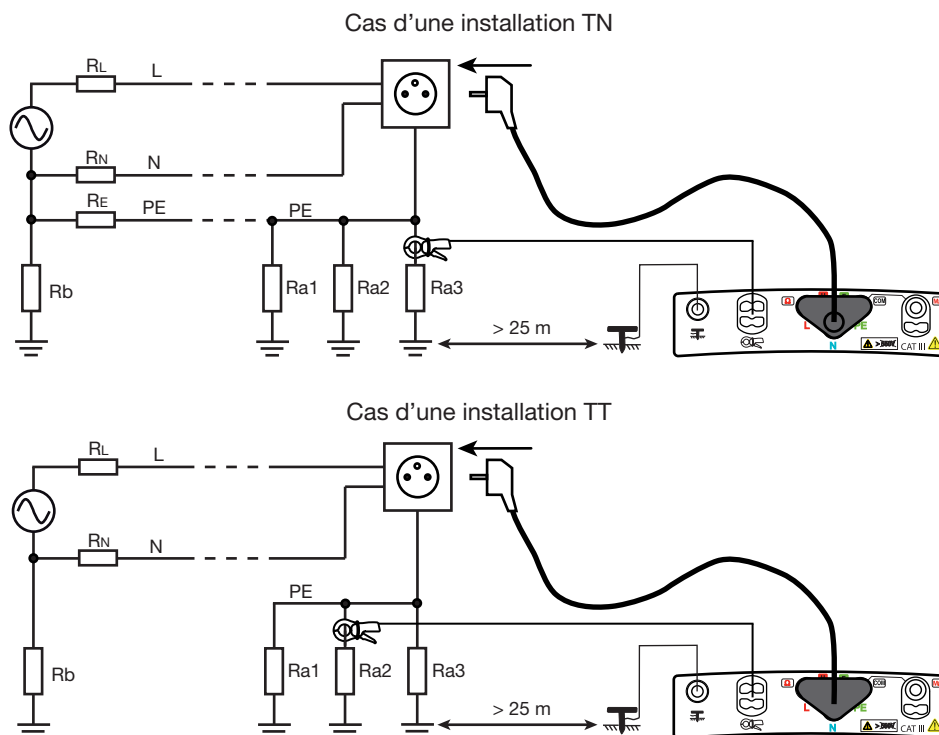 Cas d'une installation TN
RL L
RN N
RE PE PE
Rb Ra1 Ra2 Ra3
> 25 m
L N PE
COM
CAT III
Cas d'une installation TT
RL L
RN N
PE
Rb Ra1 Ra2 Ra3
> 25 m
L N PE
COM
CAT III